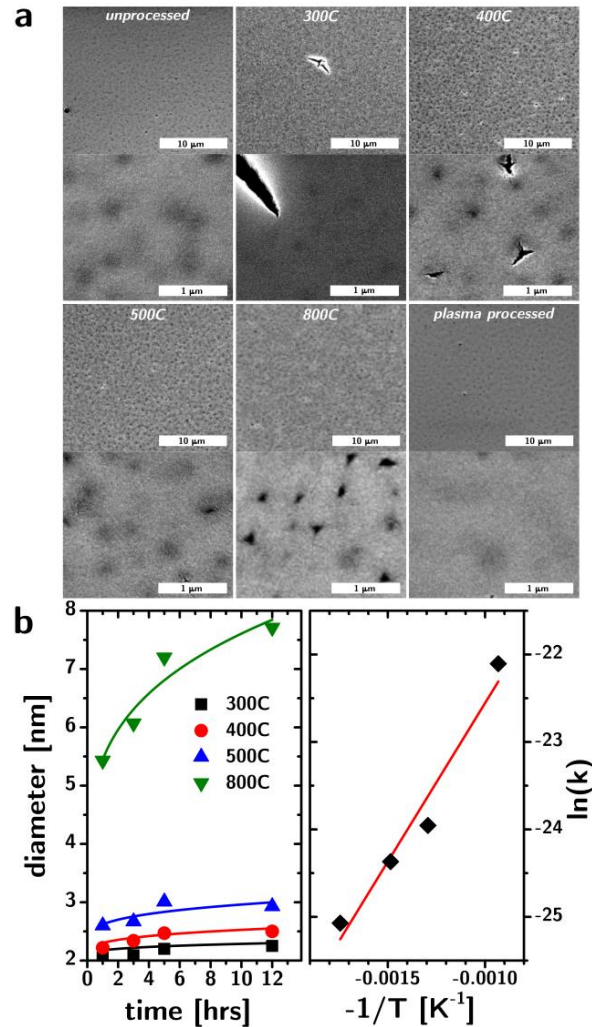 a
unprocessed
300C
400C
10 µm
10 µm
10 µm
1 µm
1 µm
1 µm
500C
800C
plasma processed
10 µm
10 µm
10 µm
1 µm
1 µm
1 µm
b
8
7
6
5
4
3
2
diameter [nm]
300C
400C
500C
800C
0 2 4 6 8 10 12
time [hrs]
-22
-23
-24
-25
ln(k)
-0.0015 -0.0010
-1/T [K⁻¹]